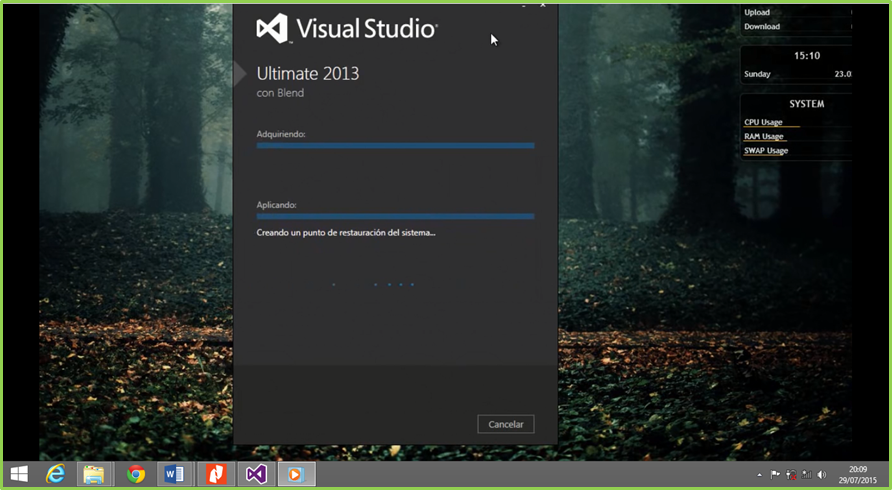 Visual Studio
Ultimate 2013
con Blend
Adquiriendo:
Aplicando:
Creando un punto de restauración del sistema...
Cancelar
Upload
Download
15:10
Sunday 23.0
SYSTEM
CPU Usage
RAM Usage
SWAP Usage
20:09
29/07/2015